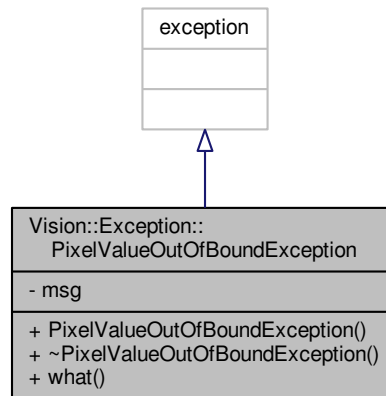 exception
Vision::Exception::
PixelValueOutOfBoundException
- msg
+ PixelValueOutOfBoundException()
+ ~PixelValueOutOfBoundException()
+ what()